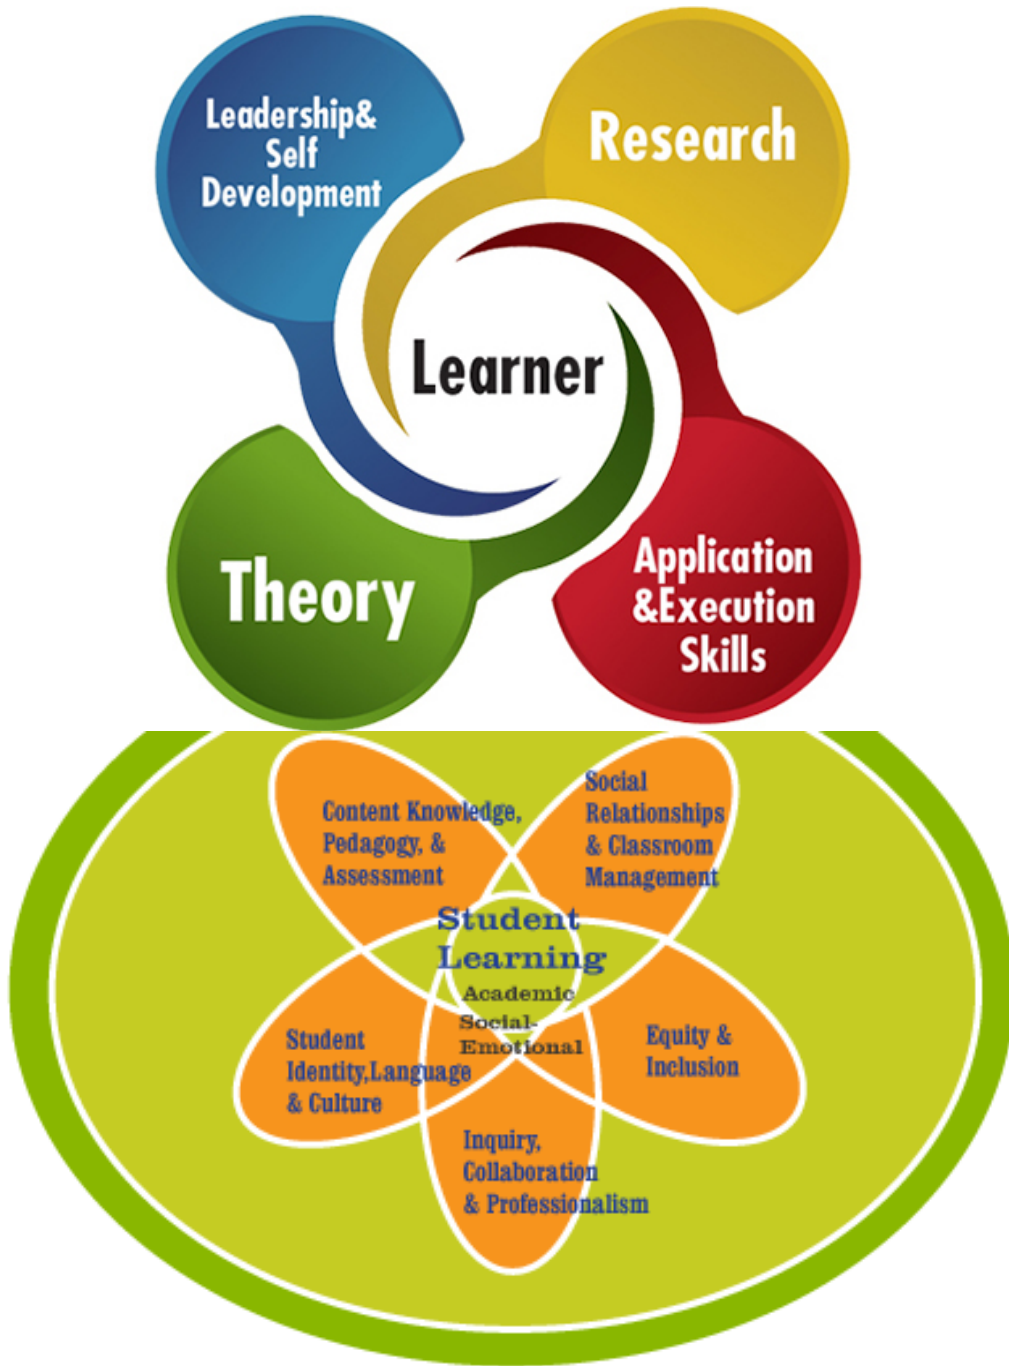 Leadership&
Self
Development
Research
Learner
Theory
Application
&Execution
Skills
Content Knowledge,
Pedagogy, &
Assessment
Social
Relationships
& Classroom
Management
Student
Learning
Academic
Social-
Emotional
Student
Identity,Language
& Culture
Equity &
Inclusion
Inquiry,
Collaboration
& Professionalism